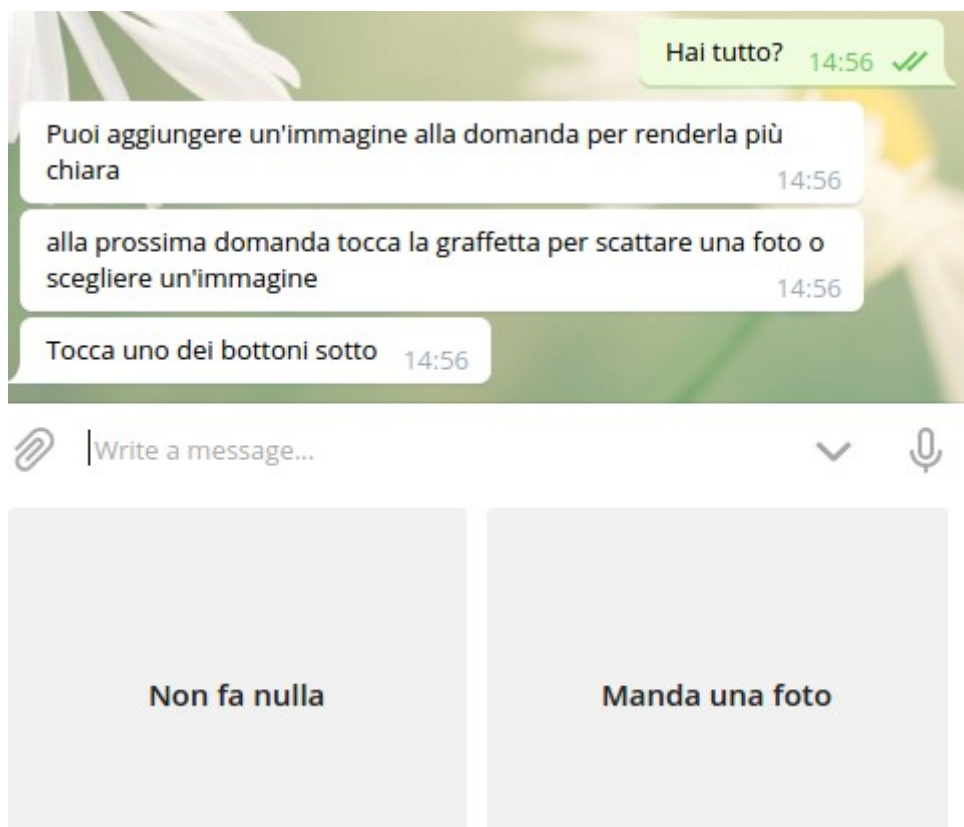 Hai tutto? 14:56
Puoi aggiungere un'immagine alla domanda per renderla più
chiara 14:56
alla prossima domanda tocca la graffetta per scattare una foto o
scegliere un'immagine 14:56
Tocca uno dei bottoni sotto 14:56
Write a message...
Non fa nulla Manda una foto